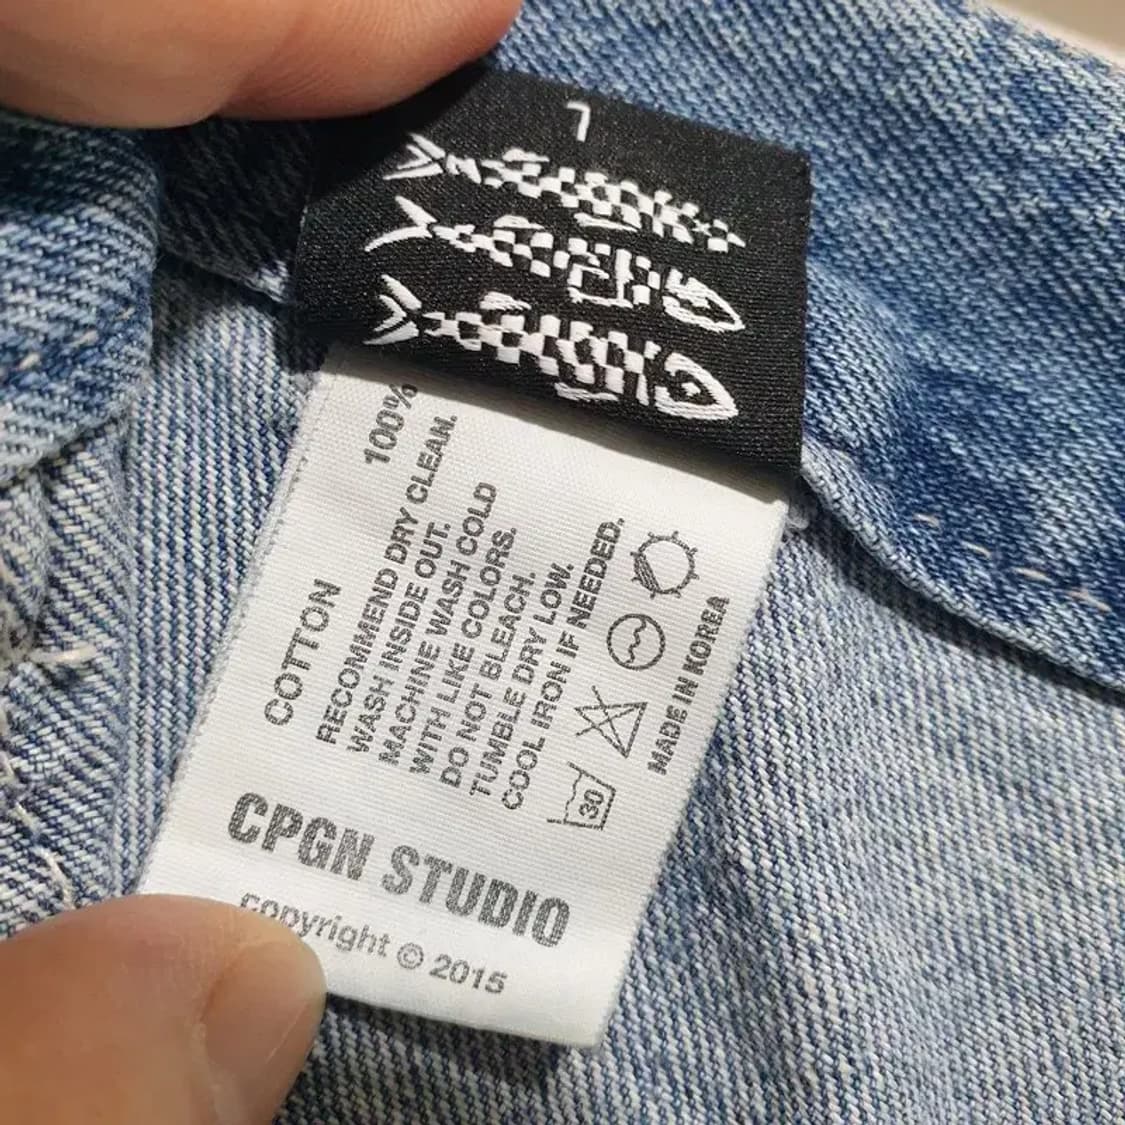 L
COTTON 100%
RECOMMEND DRY CLEAN.
WASH INSIDE OUT.
MACHINE WASH COLD
WITH LIKE COLORS.
DO NOT BLEACH.
TUMBLE DRY LOW.
COOL IRON IF NEEDED.
30
MADE IN KOREA
CPGN STUDIO
copyright © 2015